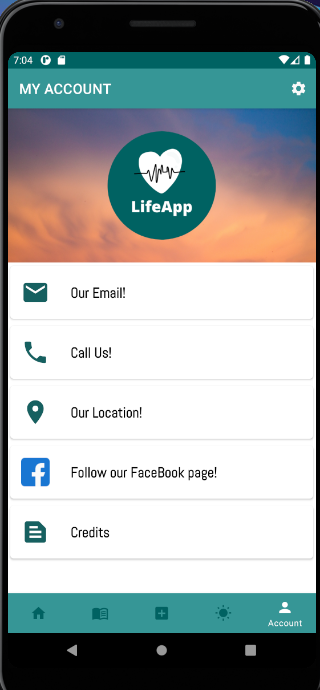 7:04
MY ACCOUNT
LifeApp
Our Email!
Call Us!
Our Location!
Follow our FaceBook page!
Credits
Account